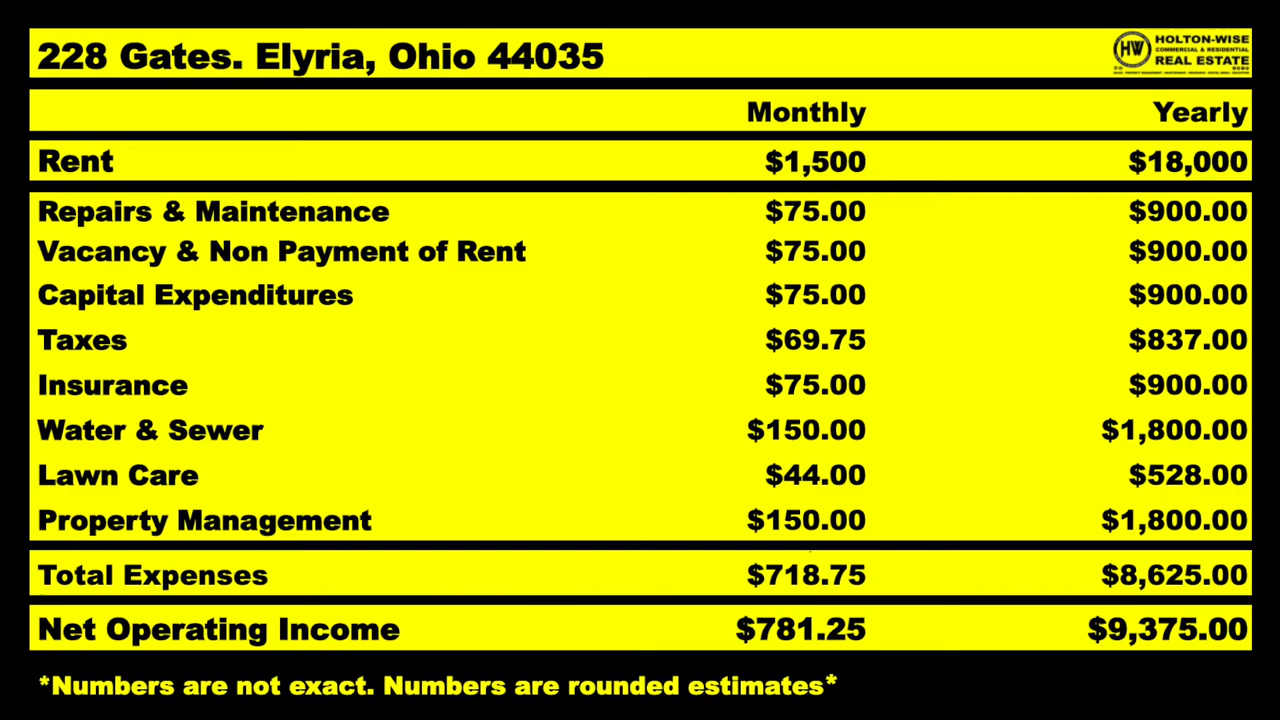 228 Gates. Elyria, Ohio 44035
HW
HOLTON-WISE
COMMERCIAL & RESIDENTIAL
REAL ESTATE
Monthly Yearly
Rent $1,500 $18,000
Repairs & Maintenance $75.00 $900.00
Vacancy & Non Payment of Rent $75.00 $900.00
Capital Expenditures $75.00 $900.00
Taxes $69.75 $837.00
Insurance $75.00 $900.00
Water & Sewer $150.00 $1,800.00
Lawn Care $44.00 $528.00
Property Management $150.00 $1,800.00
Total Expenses $718.75 $8,625.00
Net Operating Income $781.25 $9,375.00
*Numbers are not exact. Numbers are rounded estimates*